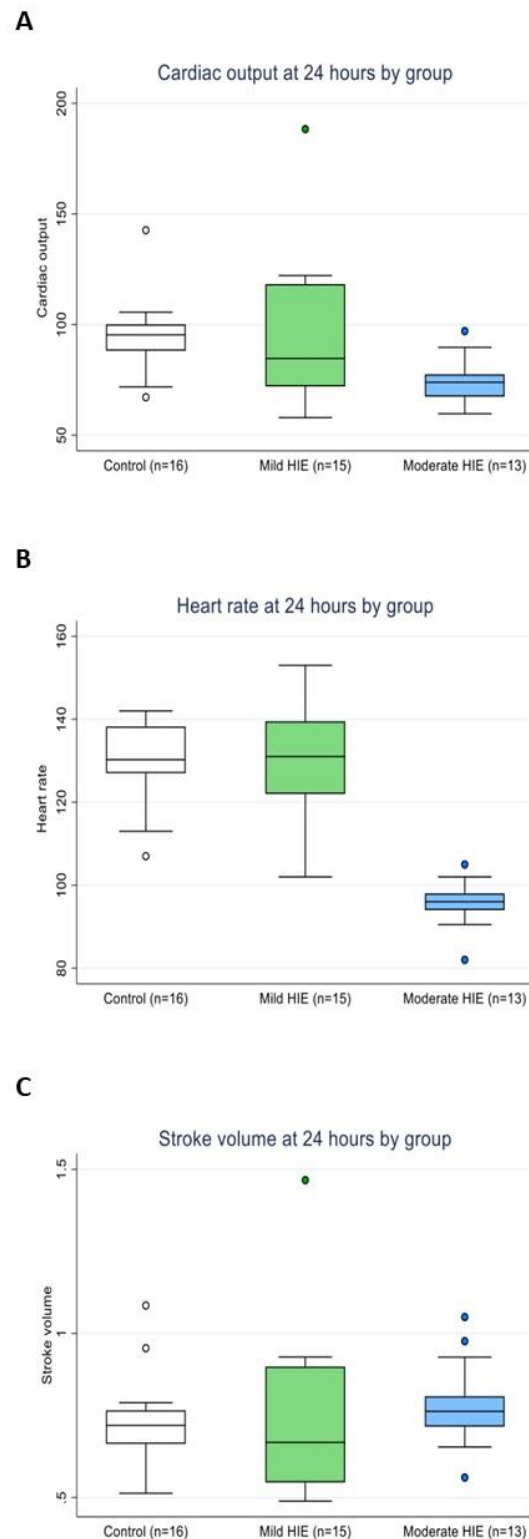 A
Cardiac output at 24 hours by group
200
150
100
50
Cardiac output
Control (n=16) Mild HIE (n=15) Moderate HIE (n=13)
B
Heart rate at 24 hours by group
160
140
120
100
80
Heart rate
Control (n=16) Mild HIE (n=15) Moderate HIE (n=13)
C
Stroke volume at 24 hours by group
1.5
1
.5
Stroke volume
Control (n=16) Mild HIE (n=15) Moderate HIE (n=13)